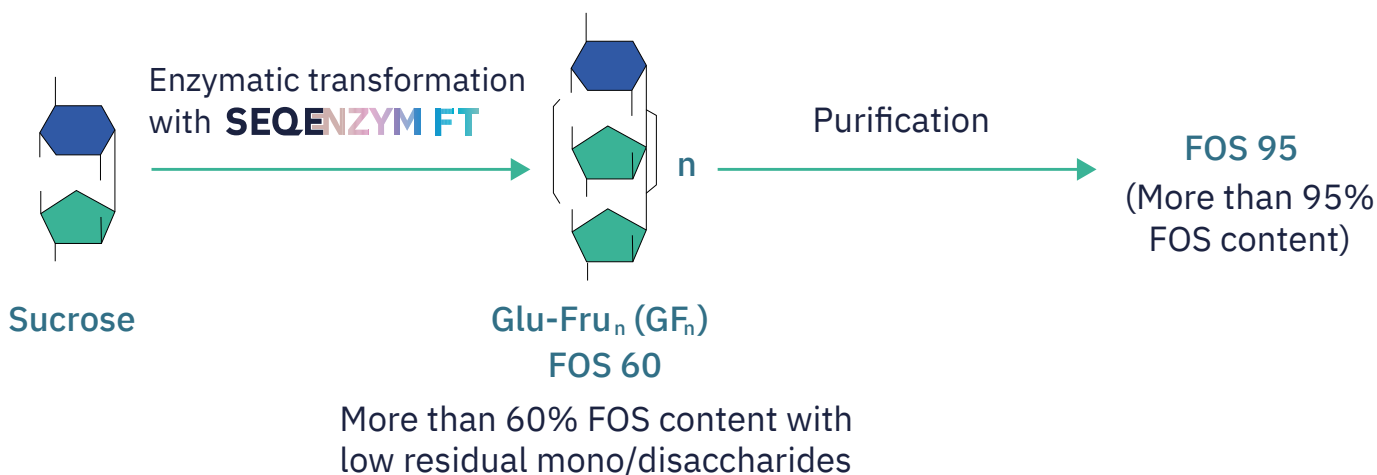 Enzymatic transformation
with SEQENZYM FT
n
Purification
FOS 95
(More than 95%
FOS content)
Sucrose
Glu-Fruₙ (GFₙ)
FOS 60
More than 60% FOS content with
low residual mono/disaccharides